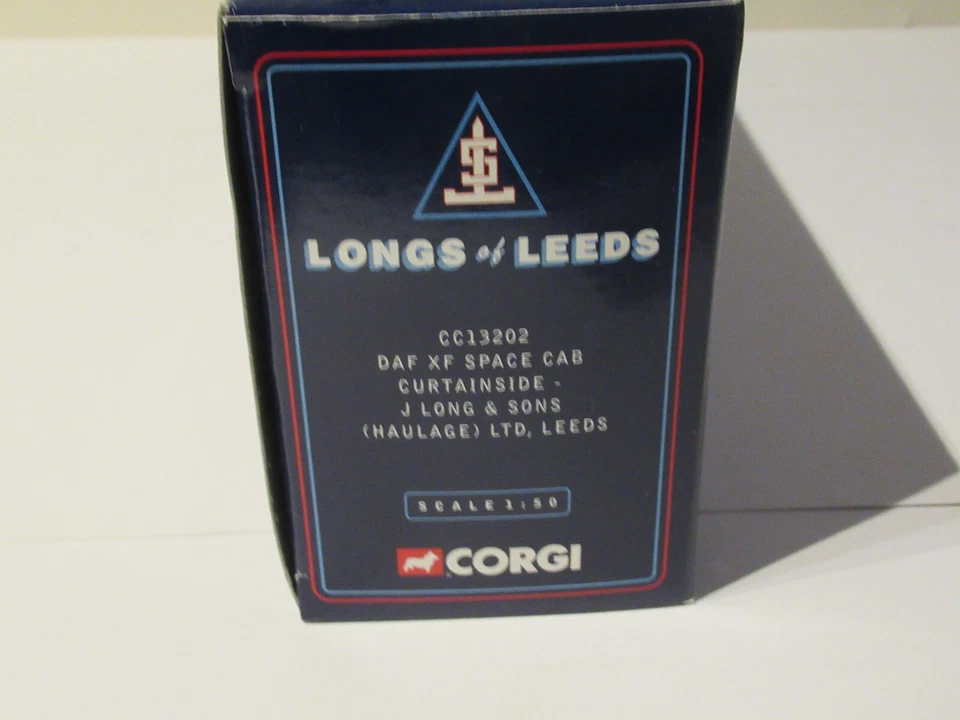 LONGS of LEEDS
CC13202
DAF XF SPACE CAB
CURTAINSIDE -
J LONG & SONS
(HAULAGE) LTD, LEEDS
SCALE 1:50
CORGI